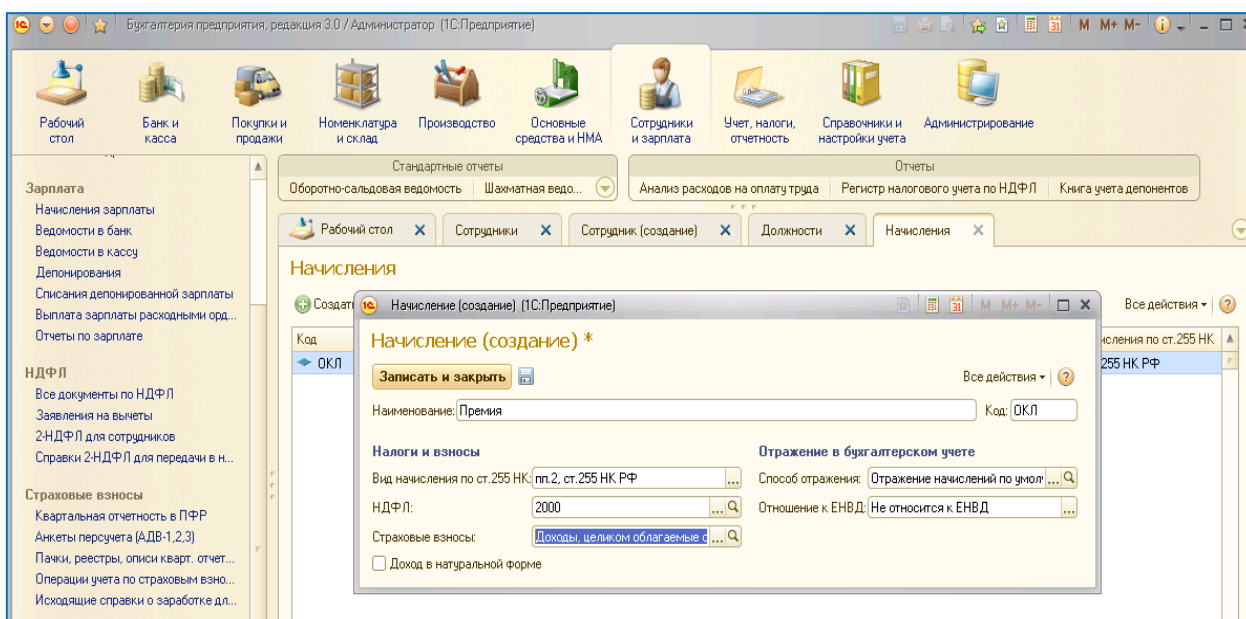 Бухгалтерия предприятия, редакция 3.0 / Администратор (1С:Предприятие)
M M+ M-
Рабочий стол
Банк и касса
Покупки и продажи
Номенклатура и склад
Производство
Основные средства и НМА
Сотрудники и зарплата
Учет, налоги, отчетность
Справочники и настройки учета
Администрирование
Стандартные отчеты
Оборотно-сальдовая ведомость Шахматная ведо...
Отчеты
Анализ расходов на оплату труда Регистр налогового учета по НДФЛ Книга учета депонентов
Зарплата
Начисления зарплаты
Ведомости в банк
Ведомости в кассу
Депонирования
Списания депонированной зарплаты
Выплата зарплаты расходными орд...
Отчеты по зарплате
НДФЛ
Все документы по НДФЛ
Заявления на вычеты
2-НДФЛ для сотрудников
Справки 2-НДФЛ для передачи в н...
Страховые взносы
Квартальная отчетность в ПФР
Анкеты персучета (АДВ-1,2,3)
Пачки, реестры, описи кварт. отчет...
Операции учета по страховым взно...
Исходящие справки о заработке дл...
Рабочий стол Сотрудники Сотрудник (создание) Должности Начисления
Начисления
Создат
Все действия
Код
исления по ст.255 НК
ОКЛ
255 НК РФ
Начисление (создание) (1С:Предприятие)
31 M M+ M-
Начисление (создание) *
Записать и закрыть
Все действия
Наименование: Премия Код: ОКЛ
Налоги и взносы
Вид начисления по ст.255 НК: пп.2, ст.255 НК РФ ...
НДФЛ: 2000 ...
Страховые взносы: Доходы, целиком облагаемые с ...
Доход в натуральной форме
Отражение в бухгалтерском учете
Способ отражения: Отражение начислений по умол ...
Отношение к ЕНВД: Не относится к ЕНВД ...